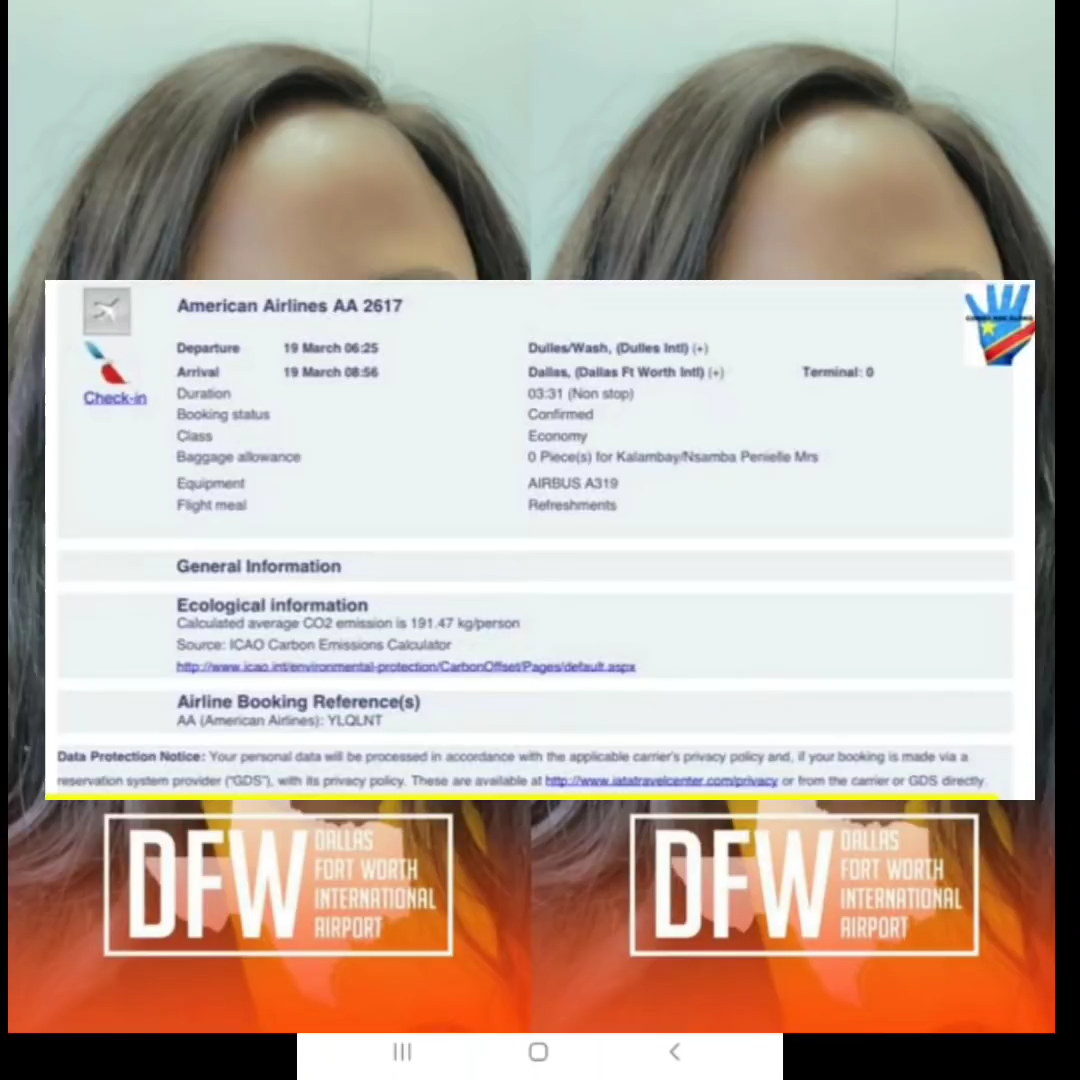 American Airlines AA 2617
Departure 19 March 06:25 Dulles/Wash, (Dulles Intl) (+)
Arrival 19 March 08:56 Dallas, (Dallas Ft Worth Intl) (+) Terminal: 0
Check-in
Duration 03:31 (Non stop)
Booking status Confirmed
Class Economy
Baggage allowance 0 Piece(s) for Kalambay/Nsamba Penielle Mrs
Equipment AIRBUS A319
Flight meal Refreshments
General Information
Ecological information
Calculated average CO2 emission is 191.47 kg/person
Source: ICAO Carbon Emissions Calculator
http://www.icao.int/environmental-protection/CarbonOffset/Pages/default.aspx
Airline Booking Reference(s)
AA (American Airlines): YLQLNT
Data Protection Notice: Your personal data will be processed in accordance with the applicable carrier's privacy policy and, if your booking is made via a
reservation system provider ("GDS"), with its privacy policy. These are available at http://www.iatatravelcenter.com/privacy or from the carrier or GDS directly.
DFW DALLAS
FORT WORTH
INTERNATIONAL
AIRPORT
DFW DALLAS
FORT WORTH
INTERNATIONAL
AIRPORT